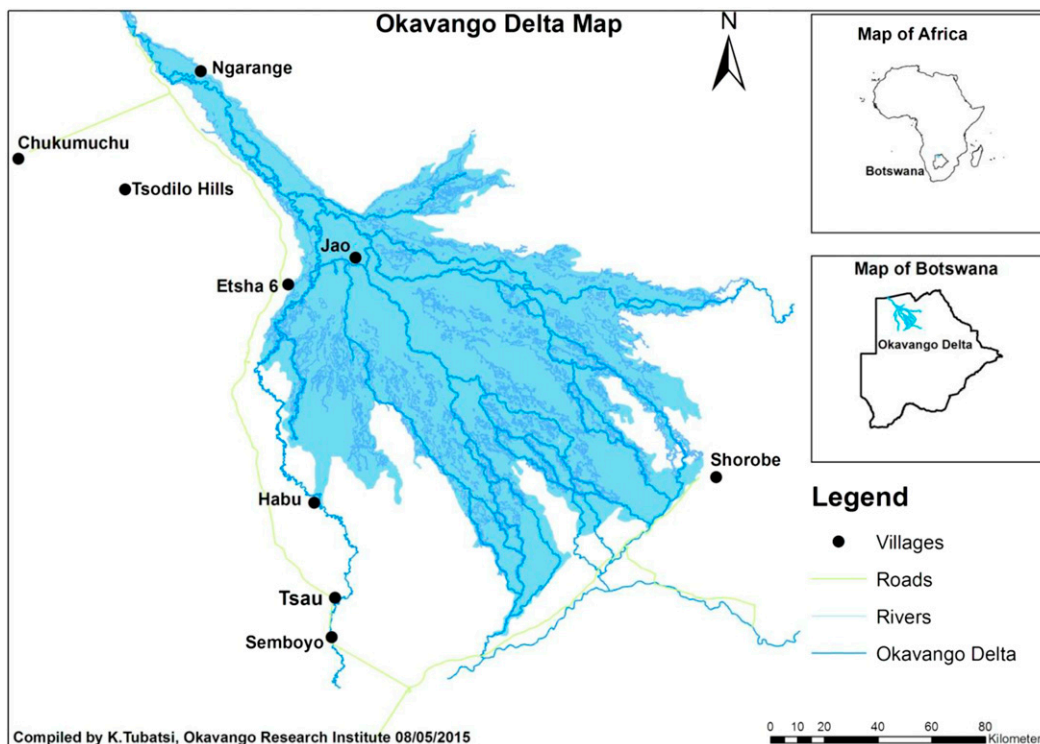 Okavango Delta Map
N
Ngarange
Chukumuchu
Tsodilo Hills
Jao
Etsha 6
Shorobe
Habu
Tsau
Semboyo
Compiled by K.Tubatsi, Okavango Research Institute 08/05/2015
Map of Africa
Botswana
Map of Botswana
Okavango Delta
Legend
Villages
Roads
Rivers
Okavango Delta
0 10 20 40 60 80
Kilometer